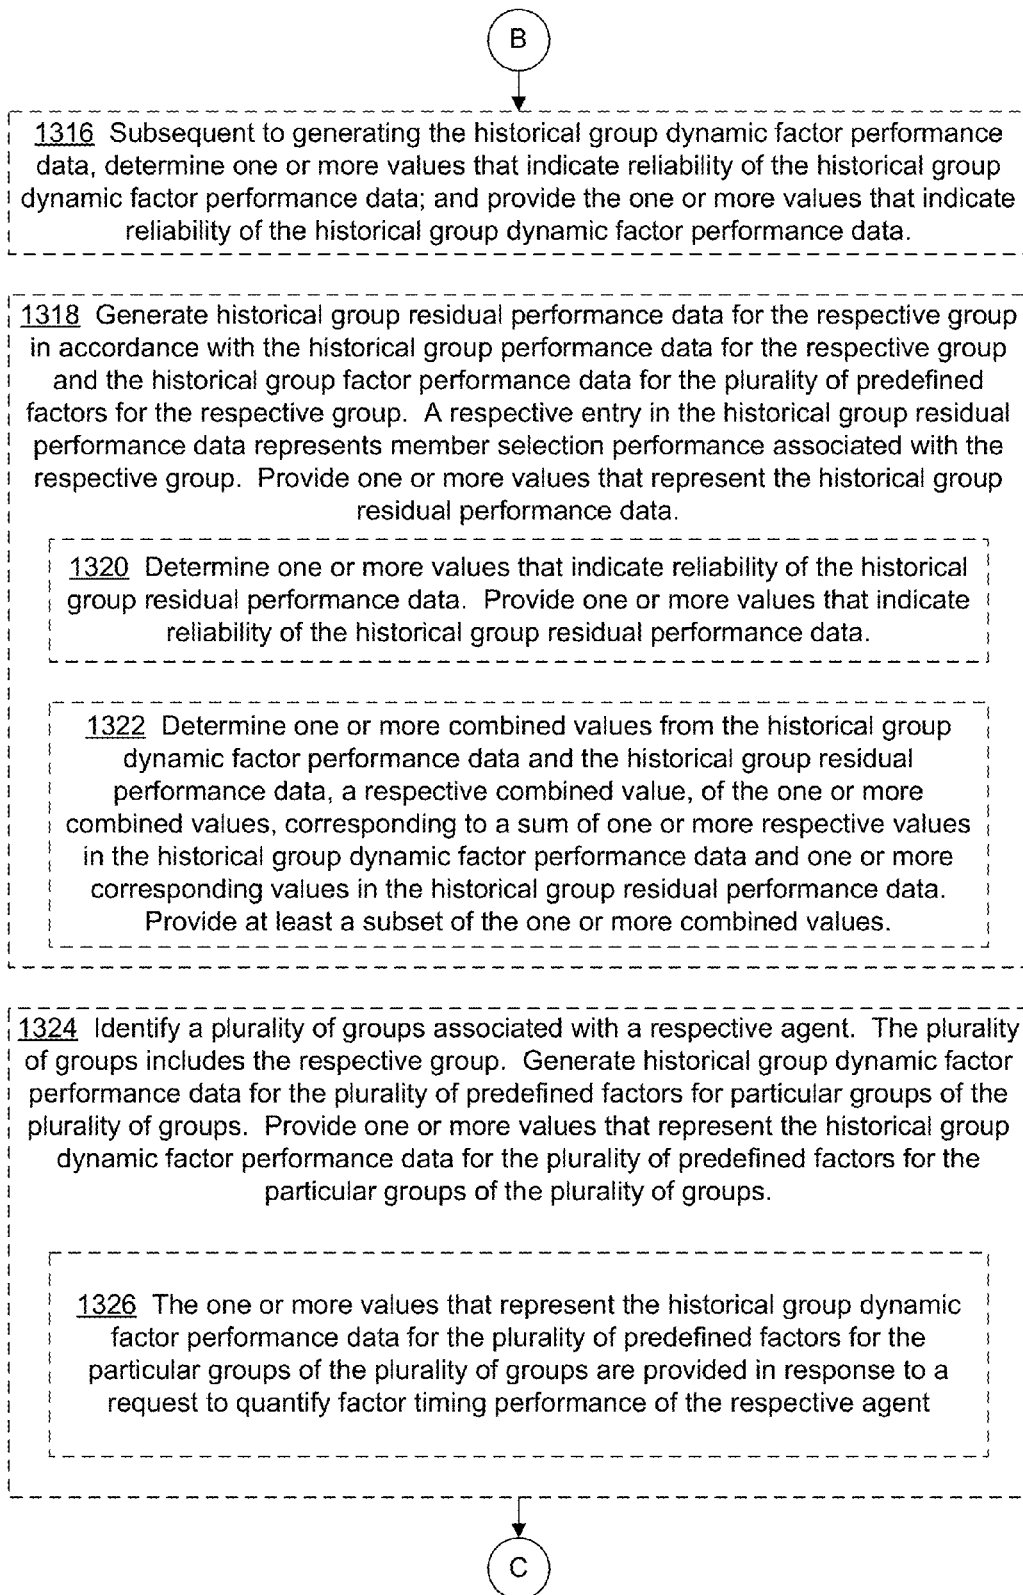 B
1316 Subsequent to generating the historical group dynamic factor performance
data, determine one or more values that indicate reliability of the historical group
dynamic factor performance data; and provide the one or more values that indicate
reliability of the historical group dynamic factor performance data.
1318 Generate historical group residual performance data for the respective group
in accordance with the historical group performance data for the respective group
and the historical group factor performance data for the plurality of predefined
factors for the respective group. A respective entry in the historical group residual
performance data represents member selection performance associated with the
respective group. Provide one or more values that represent the historical group
residual performance data.
1320 Determine one or more values that indicate reliability of the historical
group residual performance data. Provide one or more values that indicate
reliability of the historical group residual performance data.
1322 Determine one or more combined values from the historical group
dynamic factor performance data and the historical group residual
performance data, a respective combined value, of the one or more
combined values, corresponding to a sum of one or more respective values
in the historical group dynamic factor performance data and one or more
corresponding values in the historical group residual performance data.
Provide at least a subset of the one or more combined values.
1324 Identify a plurality of groups associated with a respective agent. The plurality
of groups includes the respective group. Generate historical group dynamic factor
performance data for the plurality of predefined factors for particular groups of the
plurality of groups. Provide one or more values that represent the historical group
dynamic factor performance data for the plurality of predefined factors for the
particular groups of the plurality of groups.
1326 The one or more values that represent the historical group dynamic
factor performance data for the plurality of predefined factors for the
particular groups of the plurality of groups are provided in response to a
request to quantify factor timing performance of the respective agent
C